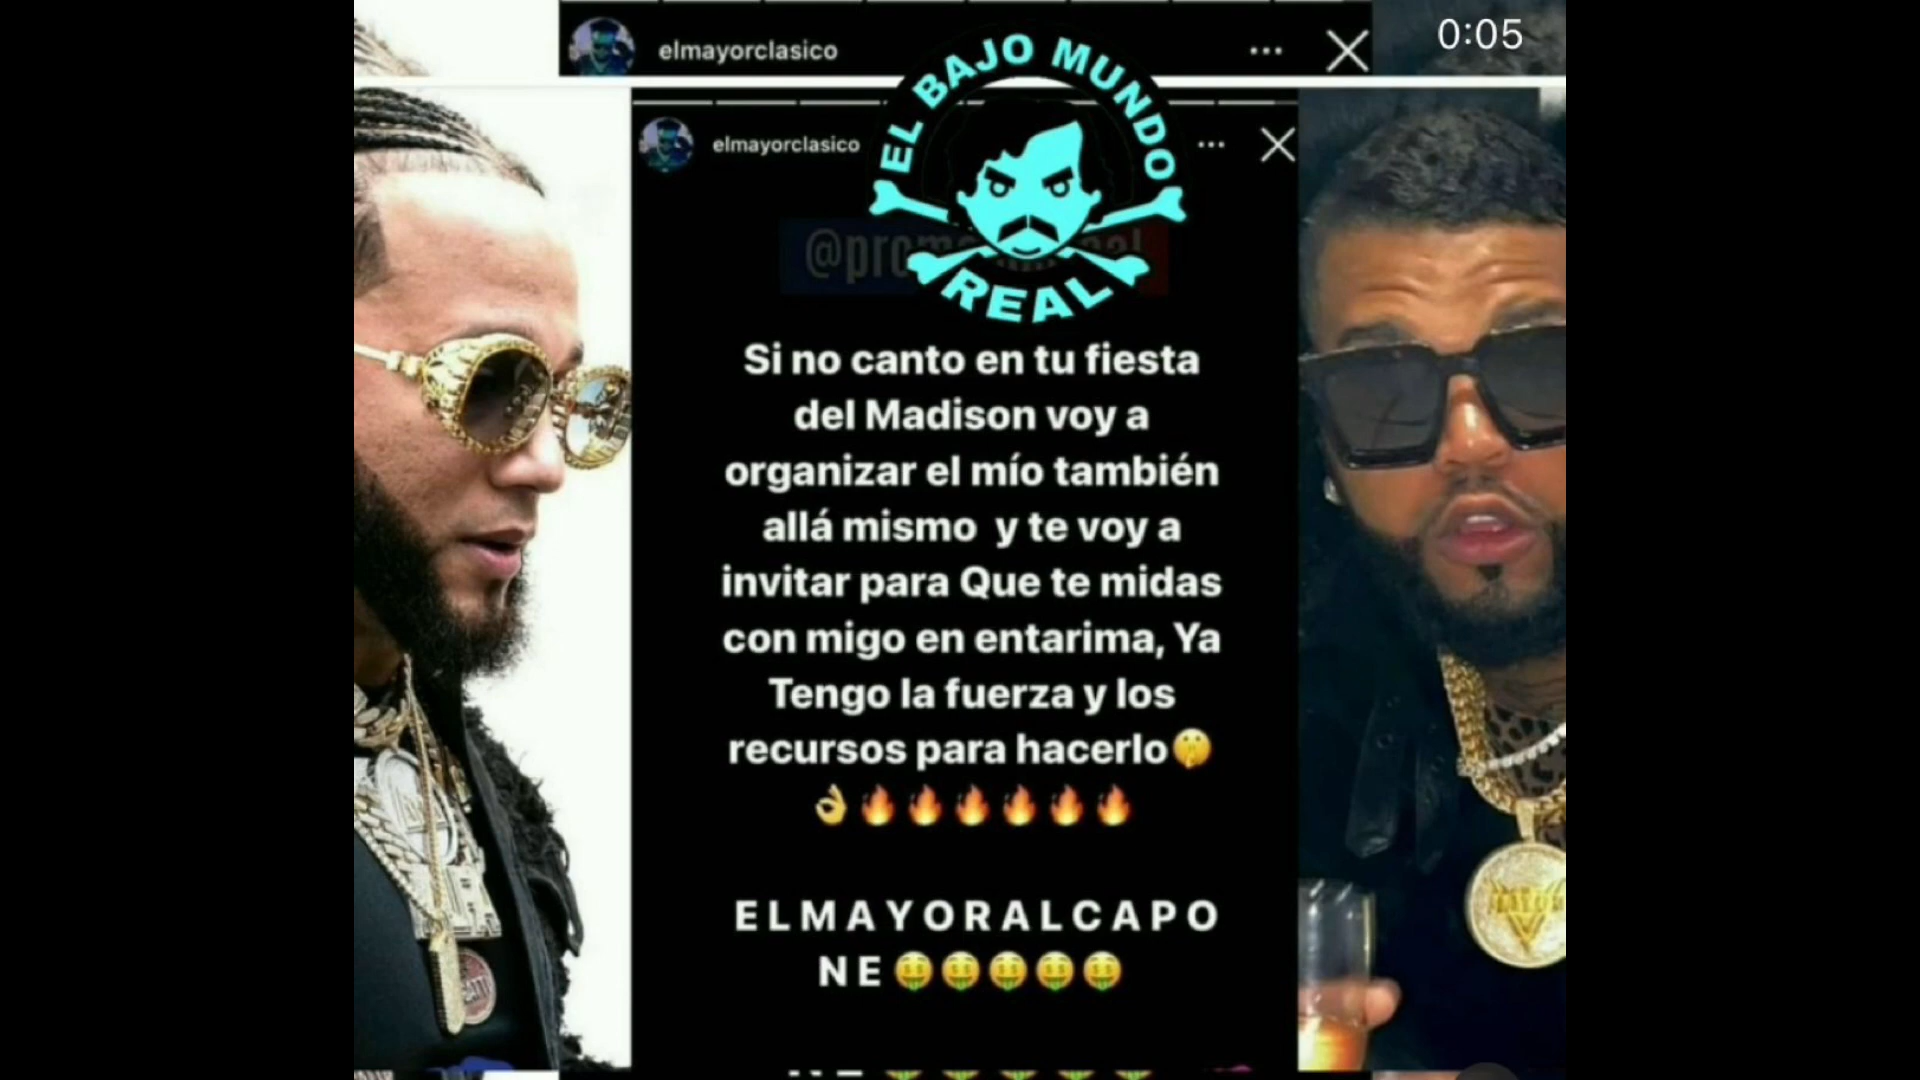 elmayorclasico
0:05
elmayorclasico
EL BAJO MUNDO
REAL
Si no canto en tu fiesta
del Madison voy a
organizar el mío también
allá mismo y te voy a
invitar para Que te midas
con migo en entarima, Ya
Tengo la fuerza y los
recursos para hacerlo🤫
👌🔥🔥🔥🔥🔥🔥
E L M A Y O R A L C A P O
N E 🤑🤑🤑🤑🤑